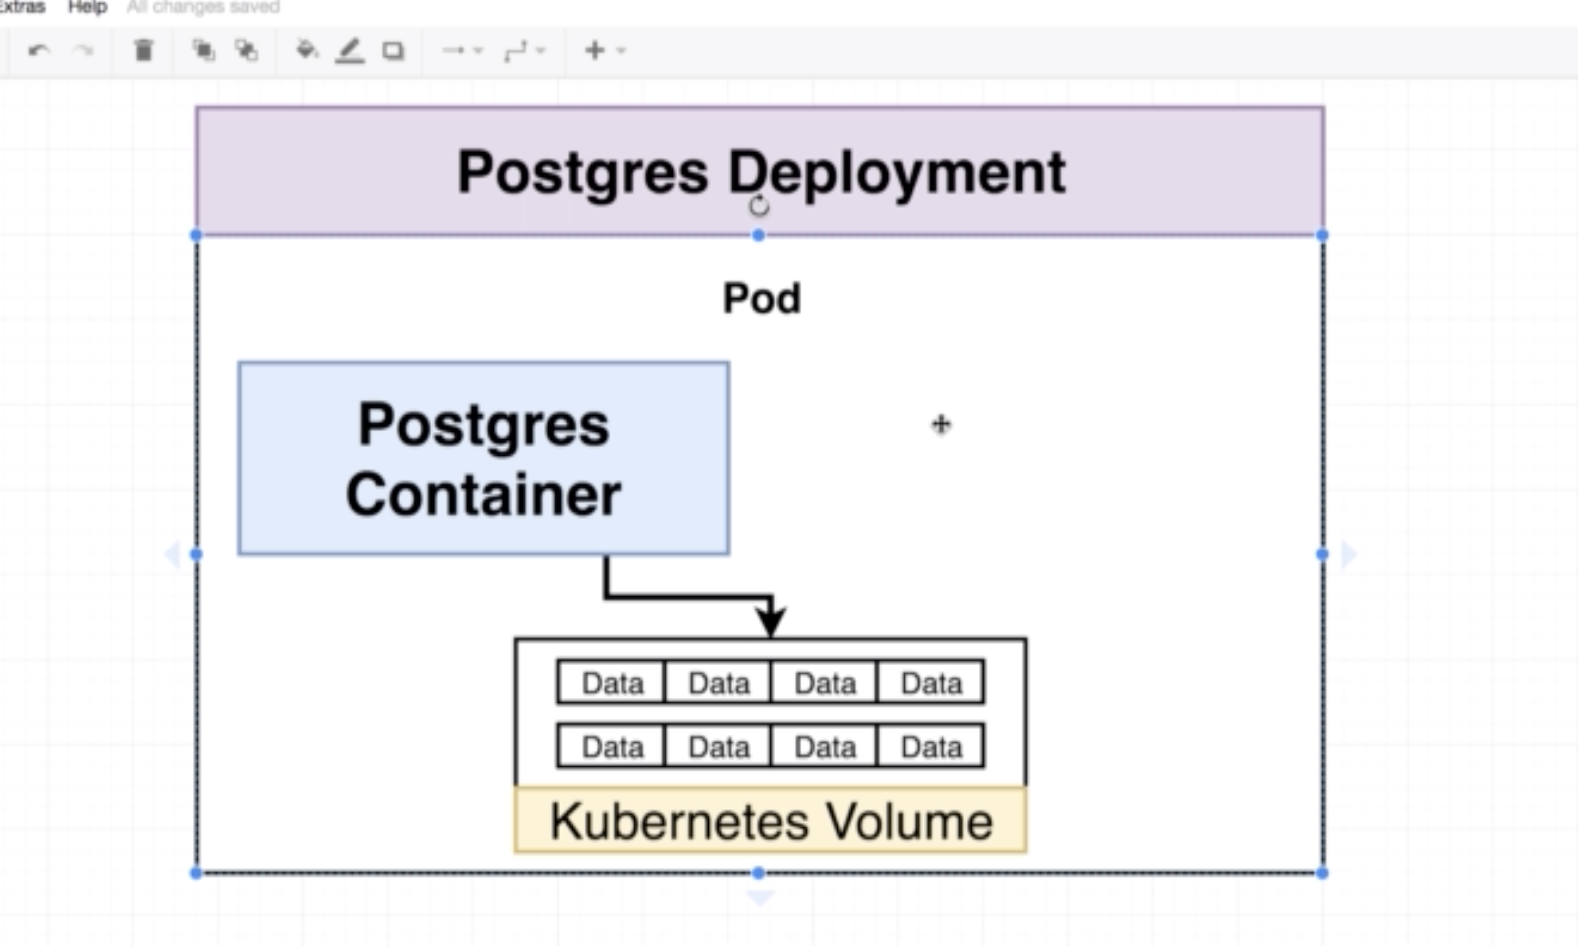 Extras Help All changes saved
Postgres Deployment
Pod
Postgres
Container
Data Data Data Data
Data Data Data Data
Kubernetes Volume